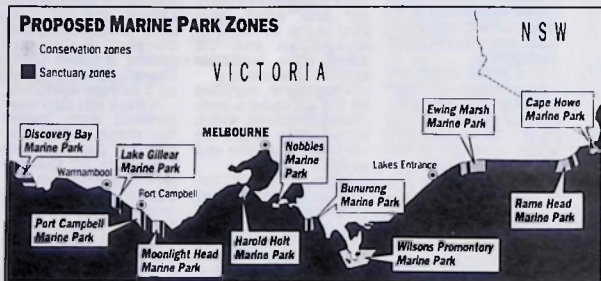 PROPOSED MARINE PARK ZONES
Conservation zones
Sanctuary zones
VICTORIA
NSW
Discovery Bay
Marine Park
Warrnambool
Lake Gillear
Marine Park
Port Campbell
Port Campbell
Marine Park
Moonlight Head
Marine Park
MELBOURNE
Harold Holt
Marine Park
Nobbles
Marine
Park
Bunurong
Marine Park
Wilsons Promontory
Marine Park
Lakes Entrance
Ewing Marsh
Marine Park
Cape Howe
Marine Park
Rame Head
Marine Park